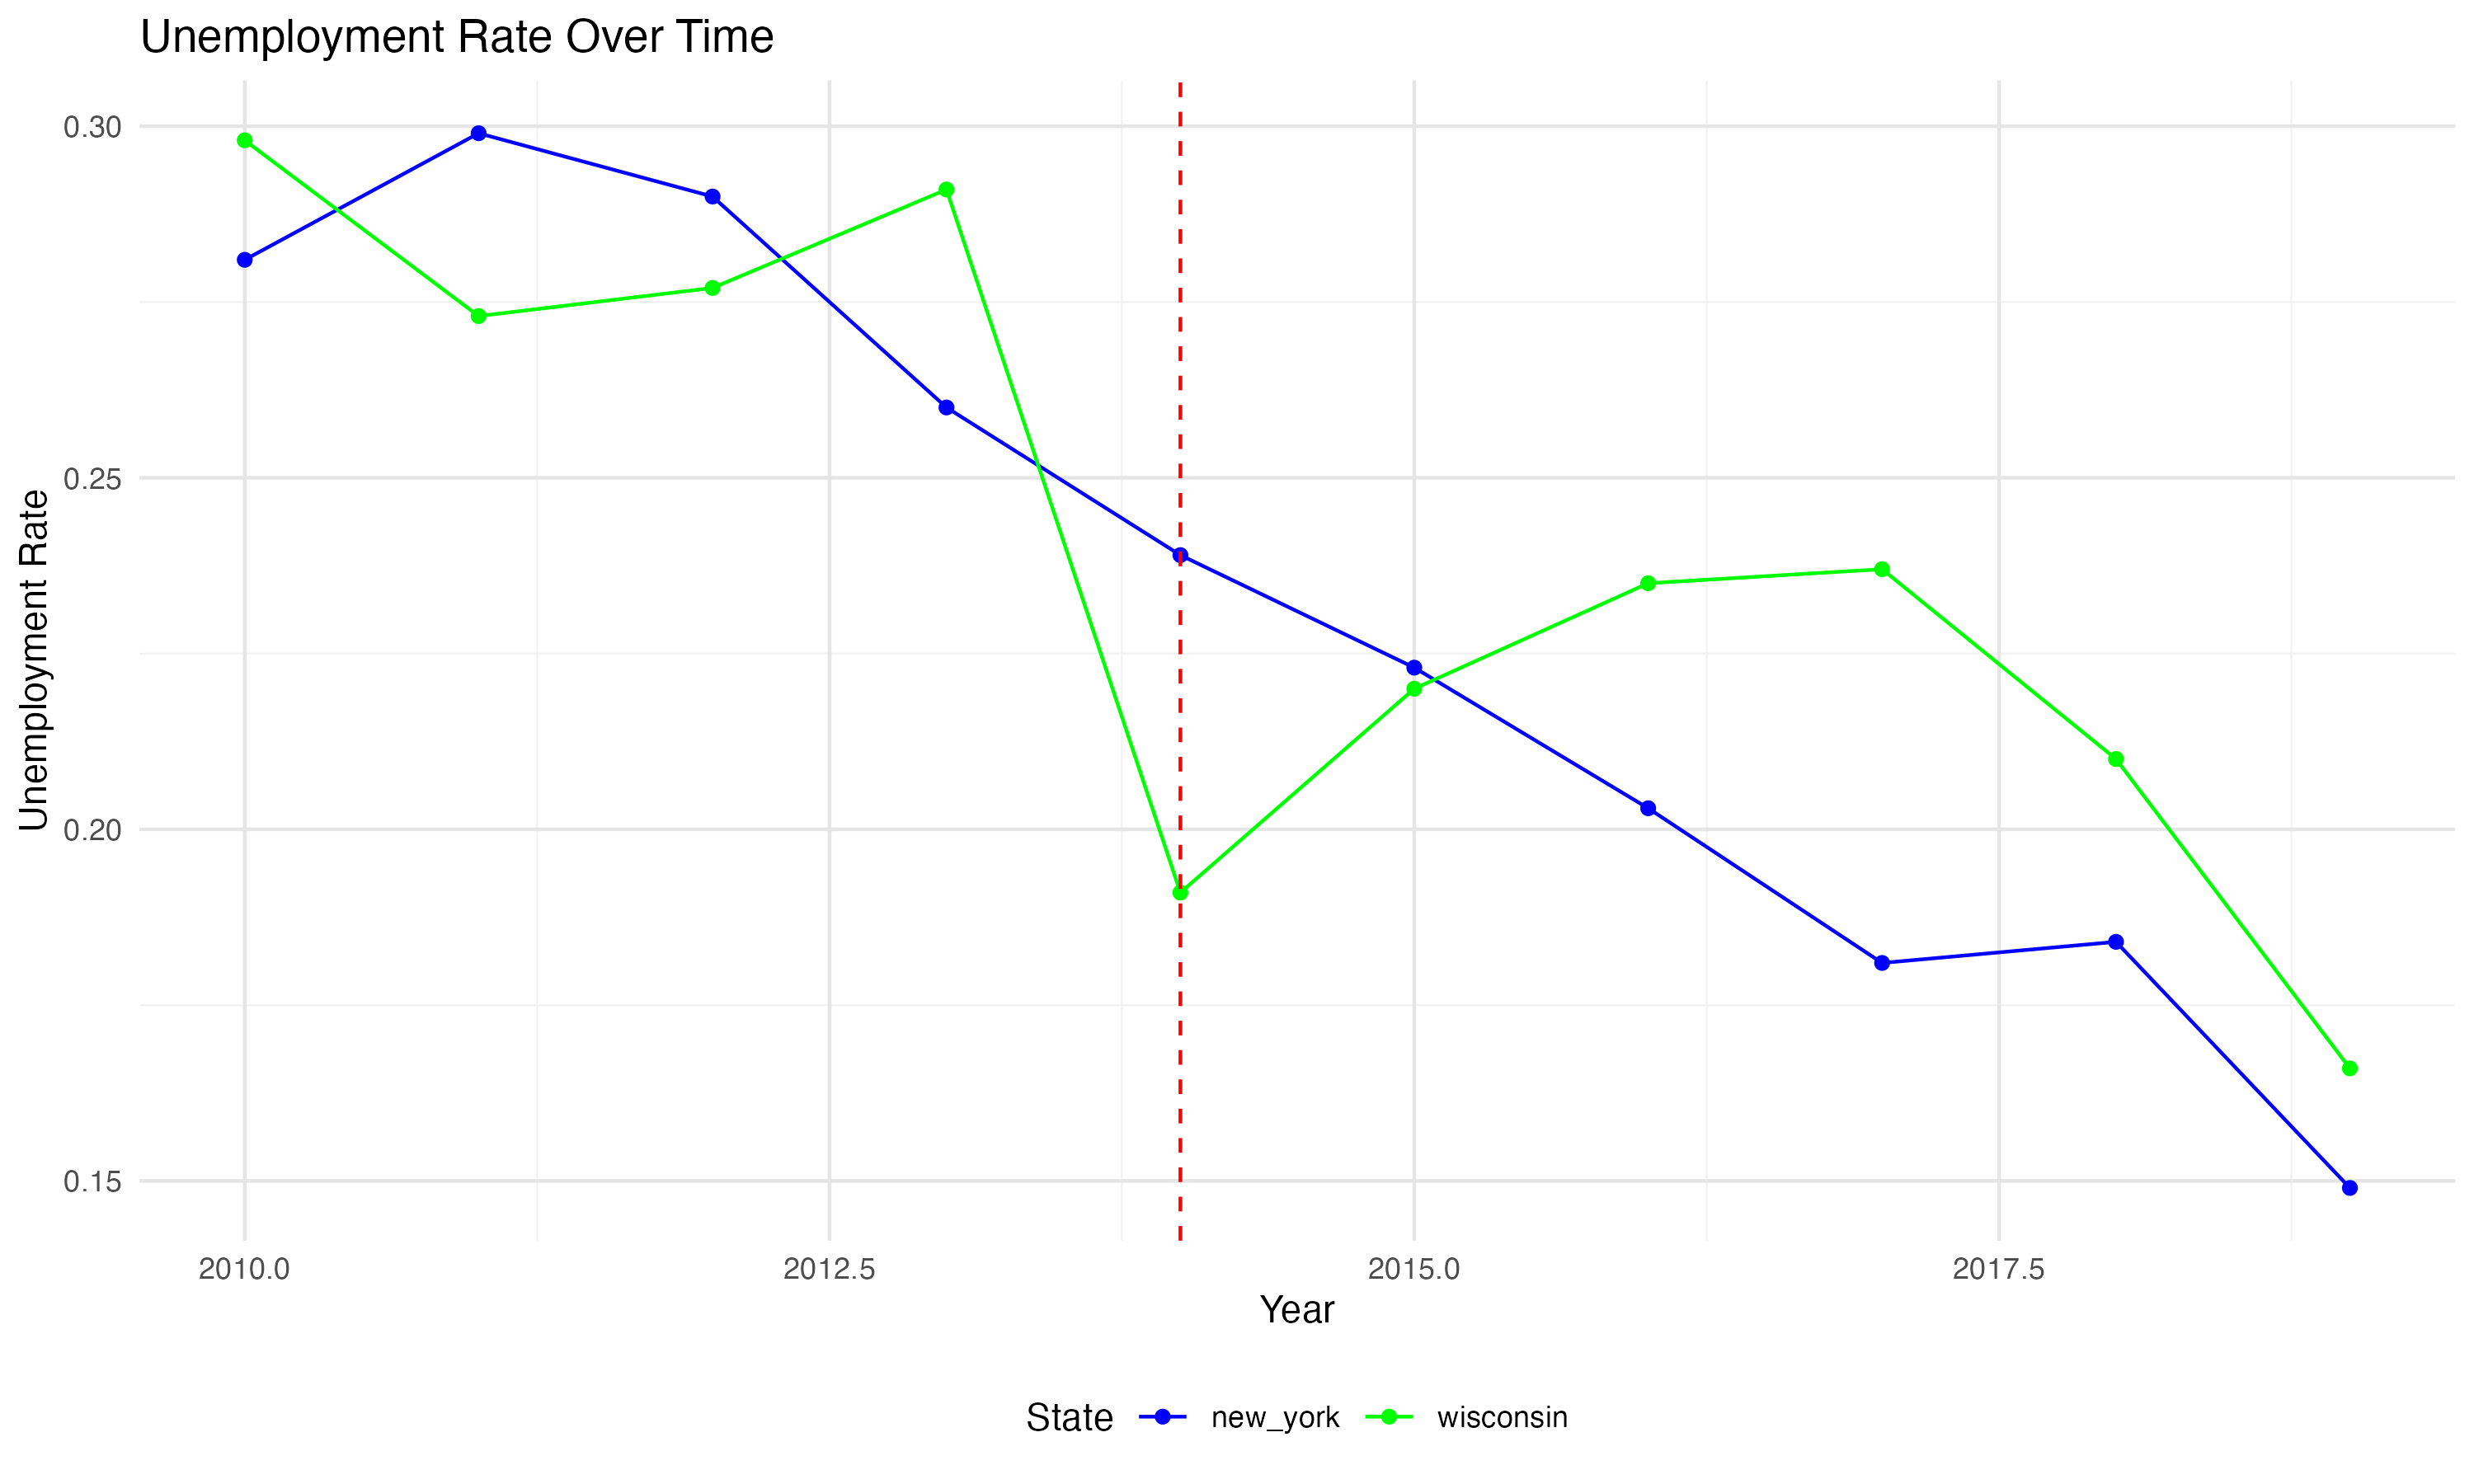 Unemployment Rate Over Time
Unemployment Rate
0.30
0.25
0.20
0.15
2010.0 2012.5 2015.0 2017.5
Year
State new_york wisconsin